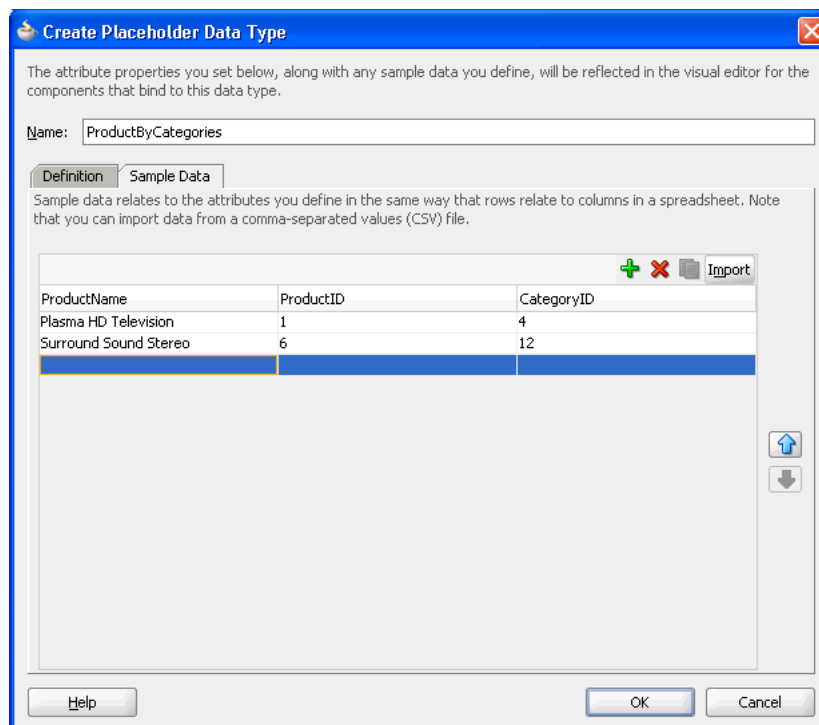 Create Placeholder Data Type
The attribute properties you set below, along with any sample data you define, will be reflected in the visual editor for the
components that bind to this data type.
Name: ProductByCategories
Definition Sample Data
Sample data relates to the attributes you define in the same way that rows relate to columns in a spreadsheet. Note
that you can import data from a comma-separated values (CSV) file.
Import
ProductName ProductID CategoryID
Plasma HD Television 1 4
Surround Sound Stereo 6 12
Help OK Cancel